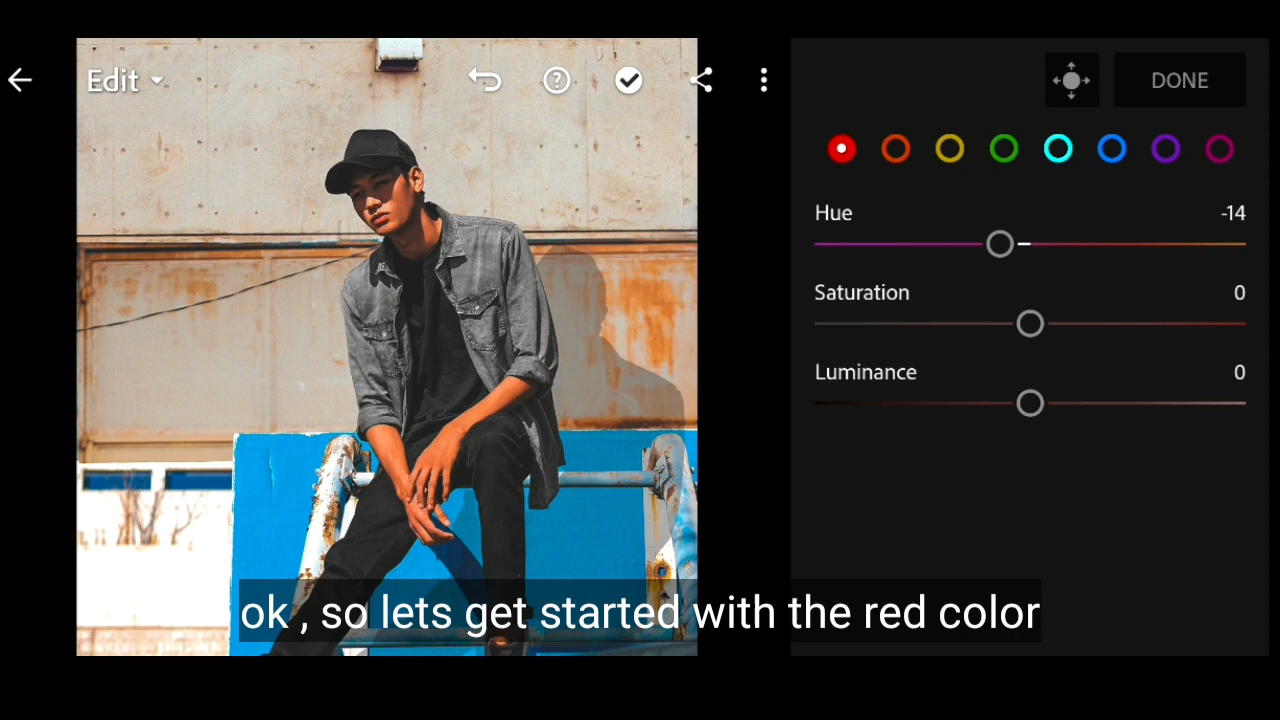 Edit
DONE
Hue -14
Saturation 0
Luminance 0
ok , so lets get started with the red color